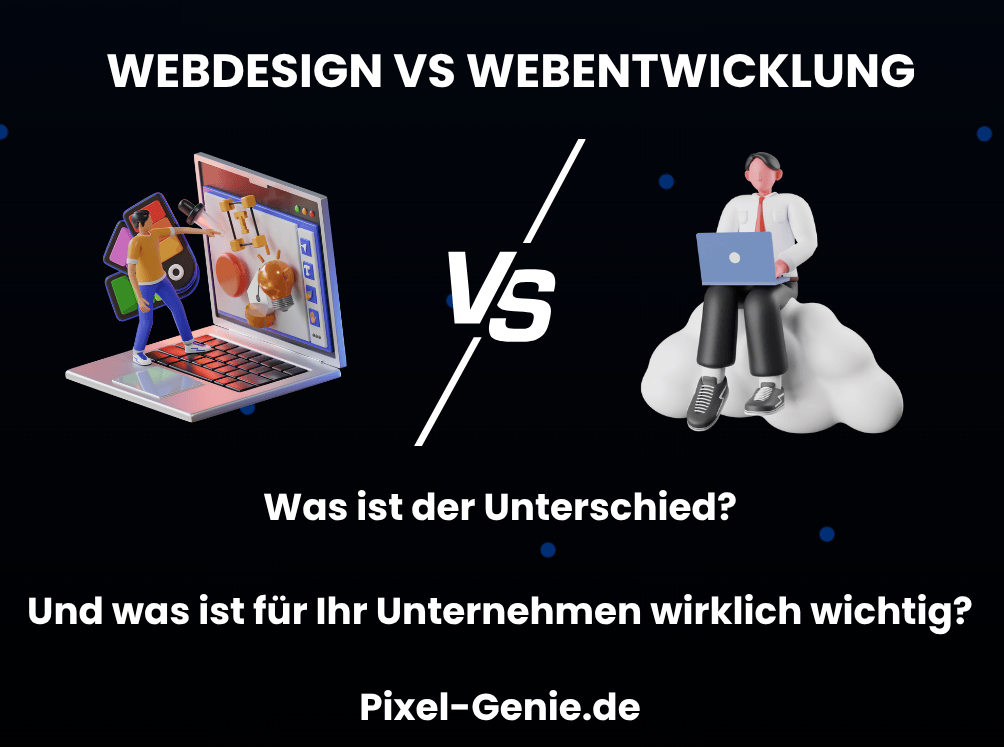 WEBDESIGN VS WEBENTWICKLUNG
VS
Was ist der Unterschied?
Und was ist für Ihr Unternehmen wirklich wichtig?
Pixel-Genie.de